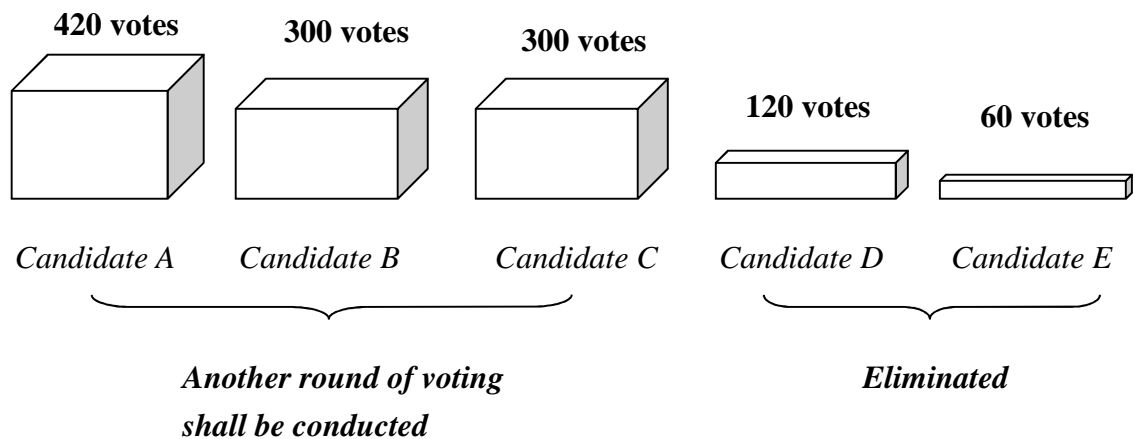 420 votes
300 votes
300 votes
120 votes
60 votes
Candidate A
Candidate B
Candidate C
Candidate D
Candidate E
Another round of voting
shall be conducted
Eliminated